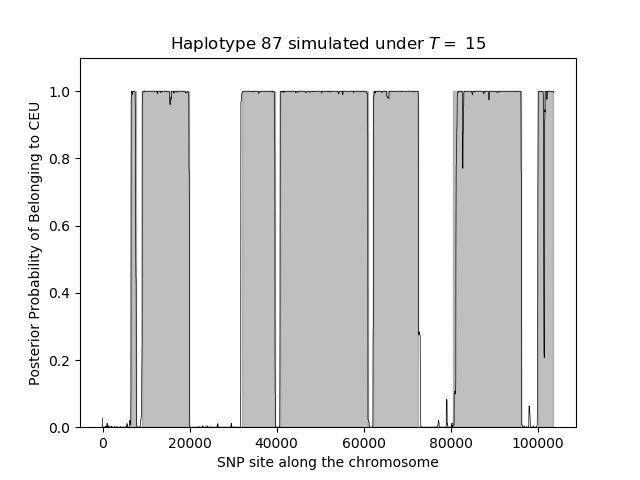 Haplotype 87 simulated under T = 15
Posterior Probability of Belonging to CEU
1.0
0.8
0.6
0.4
0.2
0.0
0 20000 40000 60000 80000 100000
SNP site along the chromosome